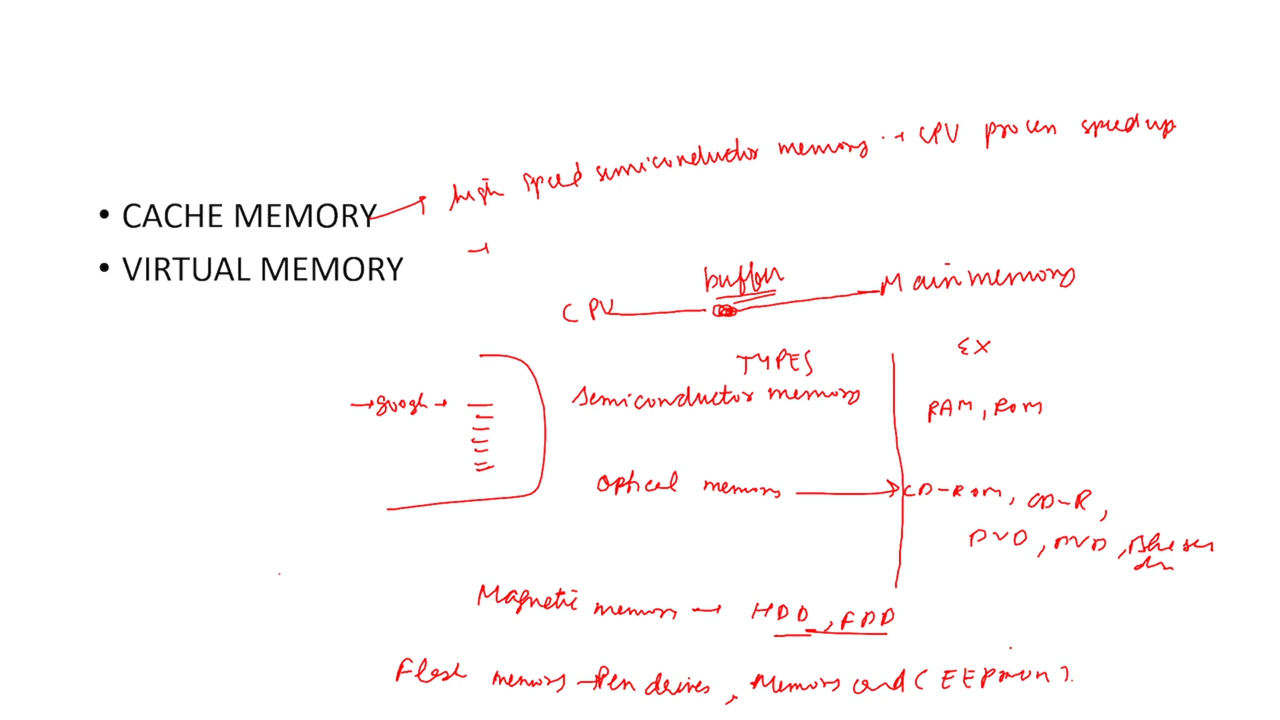 high speed semiconductor memory → CPU process speed up
• CACHE MEMORY →
• VIRTUAL MEMORY
→
buffer
CPU Main memory
TYPES EX
→ google → Semiconductor memory RAM, ROM
Optical memory → CD-ROM, CD-R,
DVD, DVD,
Magnetic memory → HDD, FDD
Flash memory → Pen drives, Memory card (EEPROM).